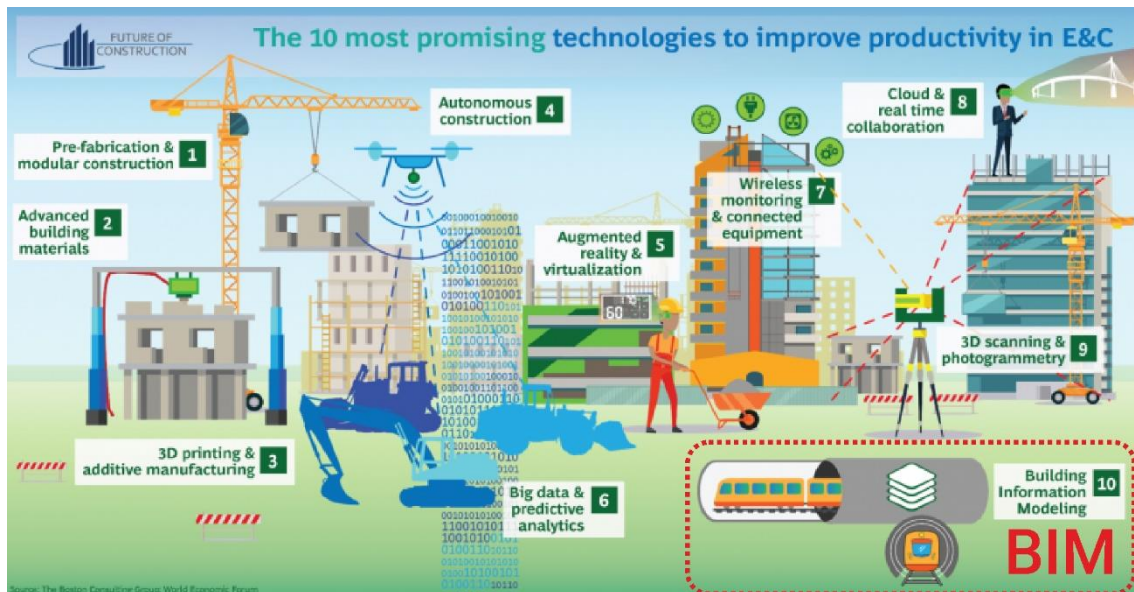 FUTURE OF
CONSTRUCTION
The 10 most promising technologies to improve productivity in E&C
Pre-fabrication &
modular construction
1
Advanced
building
materials
2
3D printing &
additive manufacturing
3
Autonomous
construction
4
Augmented
reality &
virtualization
5
60
Big data &
predictive
analytics
6
Wireless
monitoring
& connected
equipment
7
Cloud &
real time
collaboration
8
3D scanning &
photogrammetry
9
Building
Information
Modeling
10
BIM
Source: The Boston Consulting Group; World Economic Forum